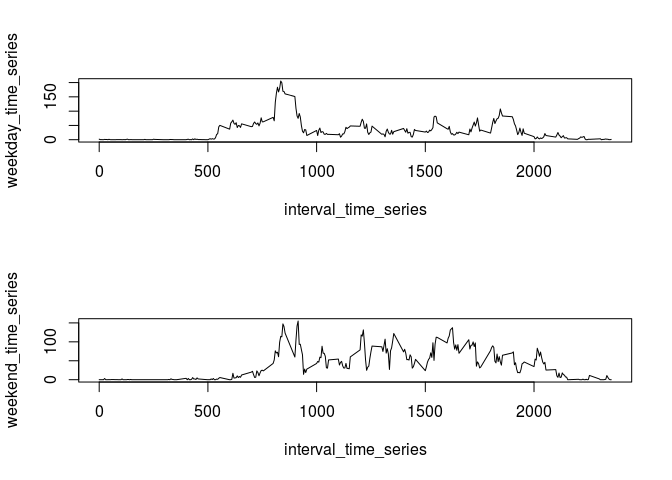 weekday_time_series
150
0
0 500 1000 1500 2000
interval_time_series
weekend_time_series
100
0
0 500 1000 1500 2000
interval_time_series